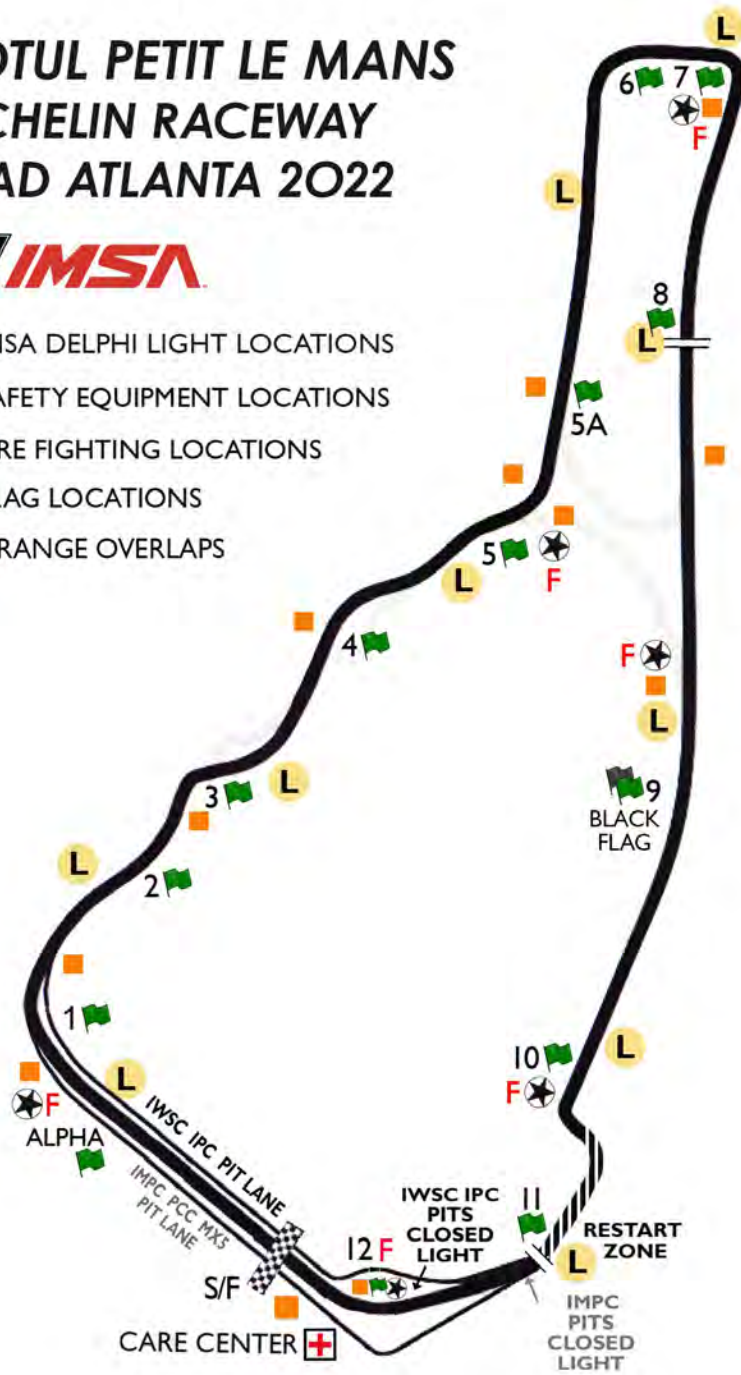 OTUL PETIT LE MANS
CHELIN RACEWAY
AD ATLANTA 2022
IMSA
ISA DELPHI LIGHT LOCATIONS
AFETY EQUIPMENT LOCATIONS
RE FIGHTING LOCATIONS
LAG LOCATIONS
RANGE OVERLAPS
L
6
7
F
L
8
L
5A
5
F
L
4
F
L
9
BLACK
FLAG
3
L
L
2
1
10
L
F
F
L
ALPHA
IWSC IPC PIT LANE
IMPC PCC MX5
PIT LANE
IWSC IPC
PITS
CLOSED
LIGHT
11
RESTART
ZONE
12 F
L
S/F
IMPC
PITS
CLOSED
LIGHT
CARE CENTER